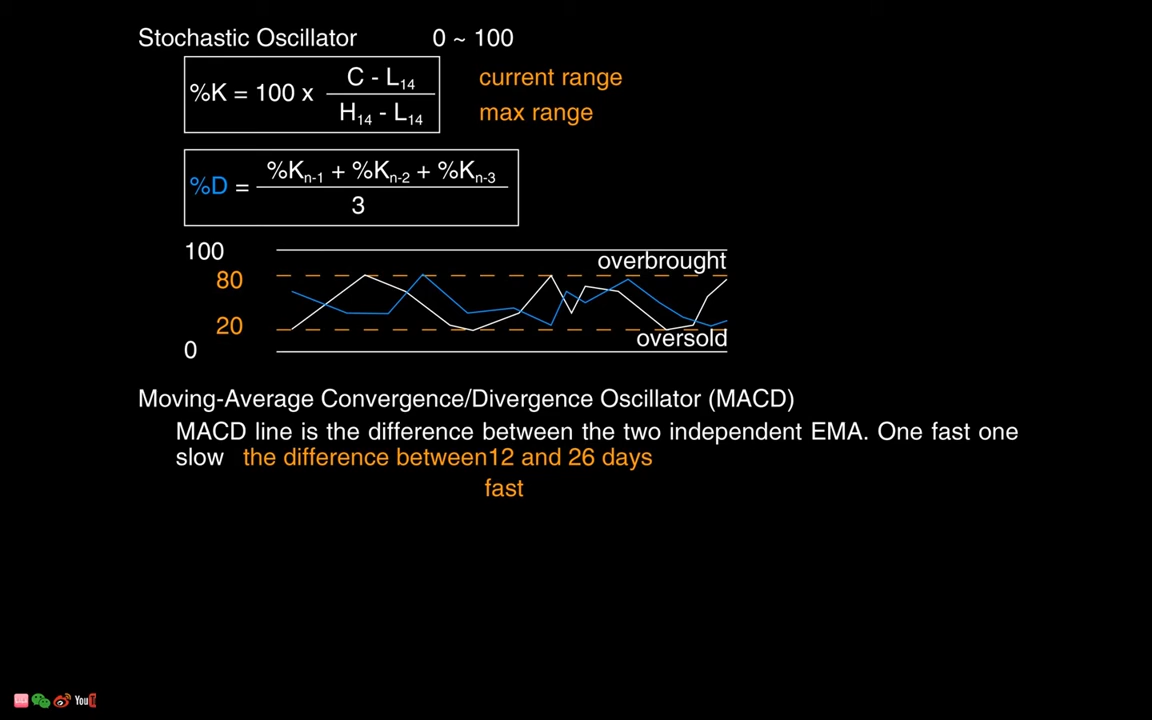 Stochastic Oscillator 0 ~ 100
%K = 100 x C - L14 / H14 - L14
current range
max range
%D = %Kn-1 + %Kn-2 + %Kn-3 / 3
100
overbrought
80
20
oversold
0
Moving-Average Convergence/Divergence Oscillator (MACD)
MACD line is the difference between the two independent EMA. One fast one
slow the difference between12 and 26 days
fast
You